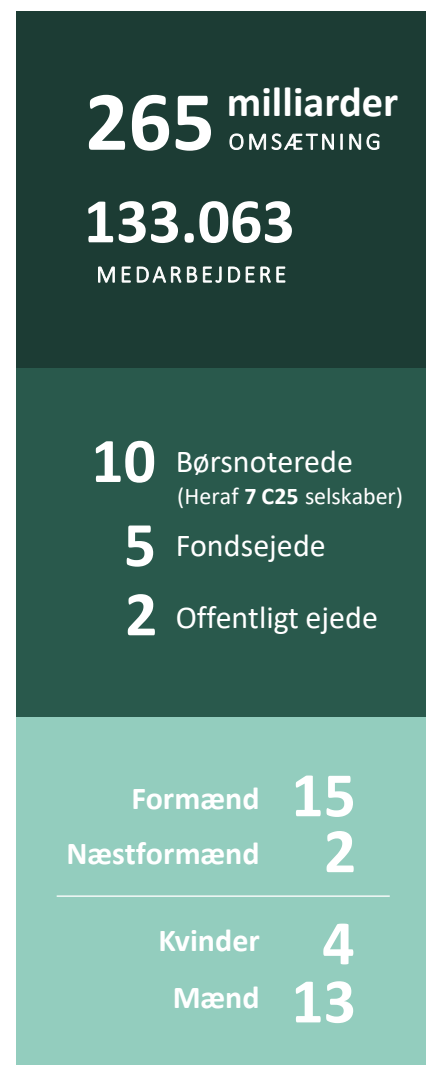 265 milliarder
OMSÆTNING
133.063
MEDARBEJDERE
10 Børsnoterede
(Heraf 7 C25 selskaber)
5 Fondsejede
2 Offentligt ejede
Formænd 15
Næstformænd 2
Kvinder 4
Mænd 13